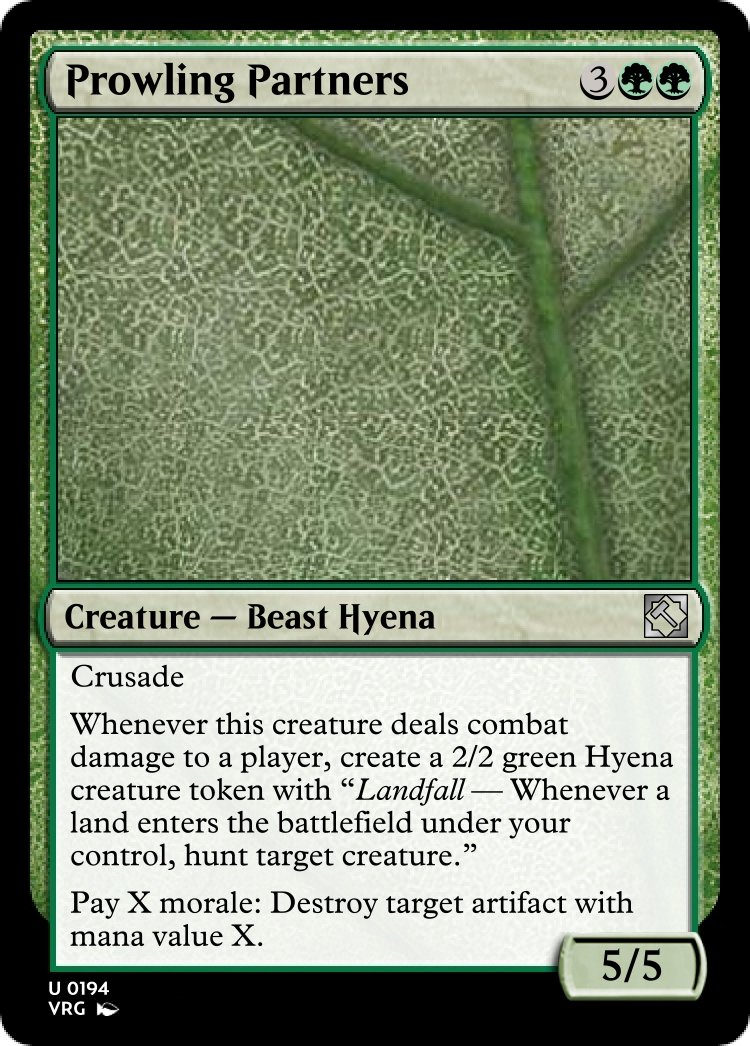 Prowling Partners 3
Creature — Beast Hyena
Crusade
Whenever this creature deals combat
damage to a player, create a 2/2 green Hyena
creature token with “Landfall — Whenever a
land enters the battlefield under your
control, hunt target creature.”
Pay X morale: Destroy target artifact with
mana value X.
5/5
U 0194
VRG